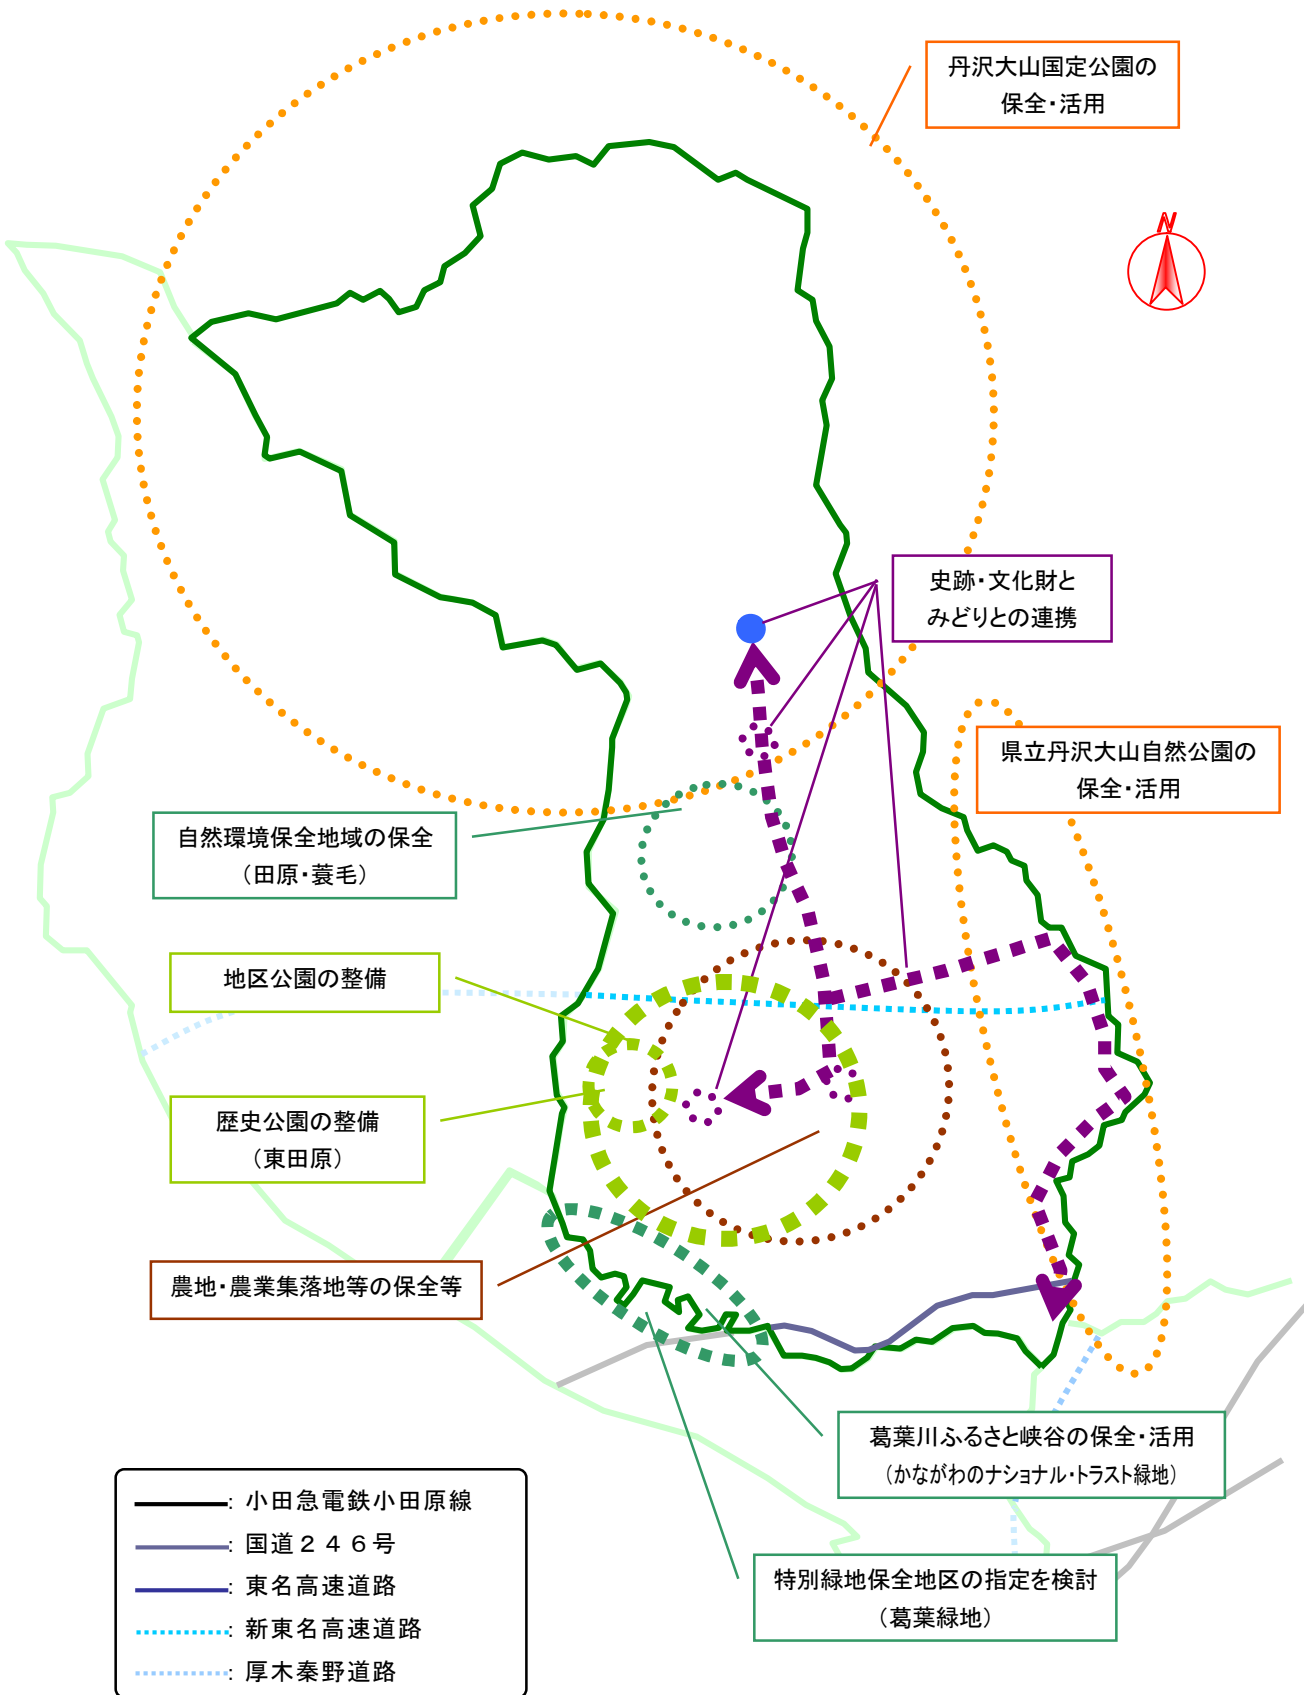 丹沢大山国定公園の
保全・活用
N
史跡・文化財と
みどりとの連携
県立丹沢大山自然公園の
保全・活用
自然環境保全地域の保全
（田原・蓑毛）
地区公園の整備
歴史公園の整備
（東田原）
農地・農業集落地等の保全等
葛葉川ふるさと峡谷の保全・活用
（かながわのナショナル・トラスト緑地）
特別緑地保全地区の指定を検討
（葛葉緑地）
：小田急電鉄小田原線
：国道２４６号
：東名高速道路
：新東名高速道路
：厚木秦野道路